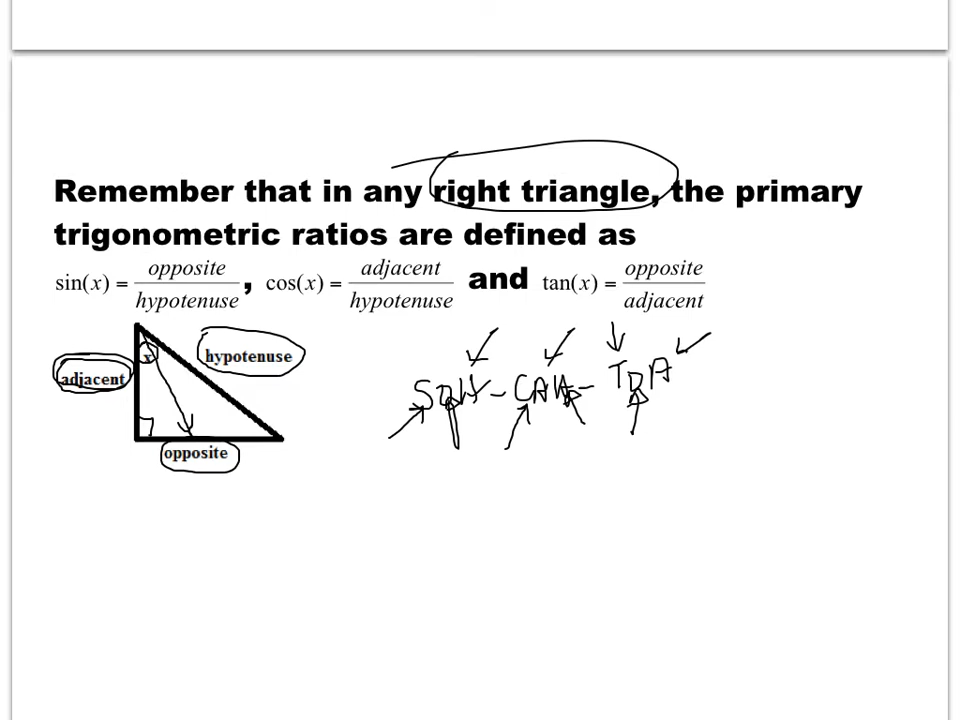 Remember that in any right triangle, the primary
trigonometric ratios are defined as
sin(x) = opposite/hypotenuse, cos(x) = adjacent/hypotenuse and tan(x) = opposite/adjacent
x
hypotenuse
adjacent
SOH - CAH - TOA
opposite